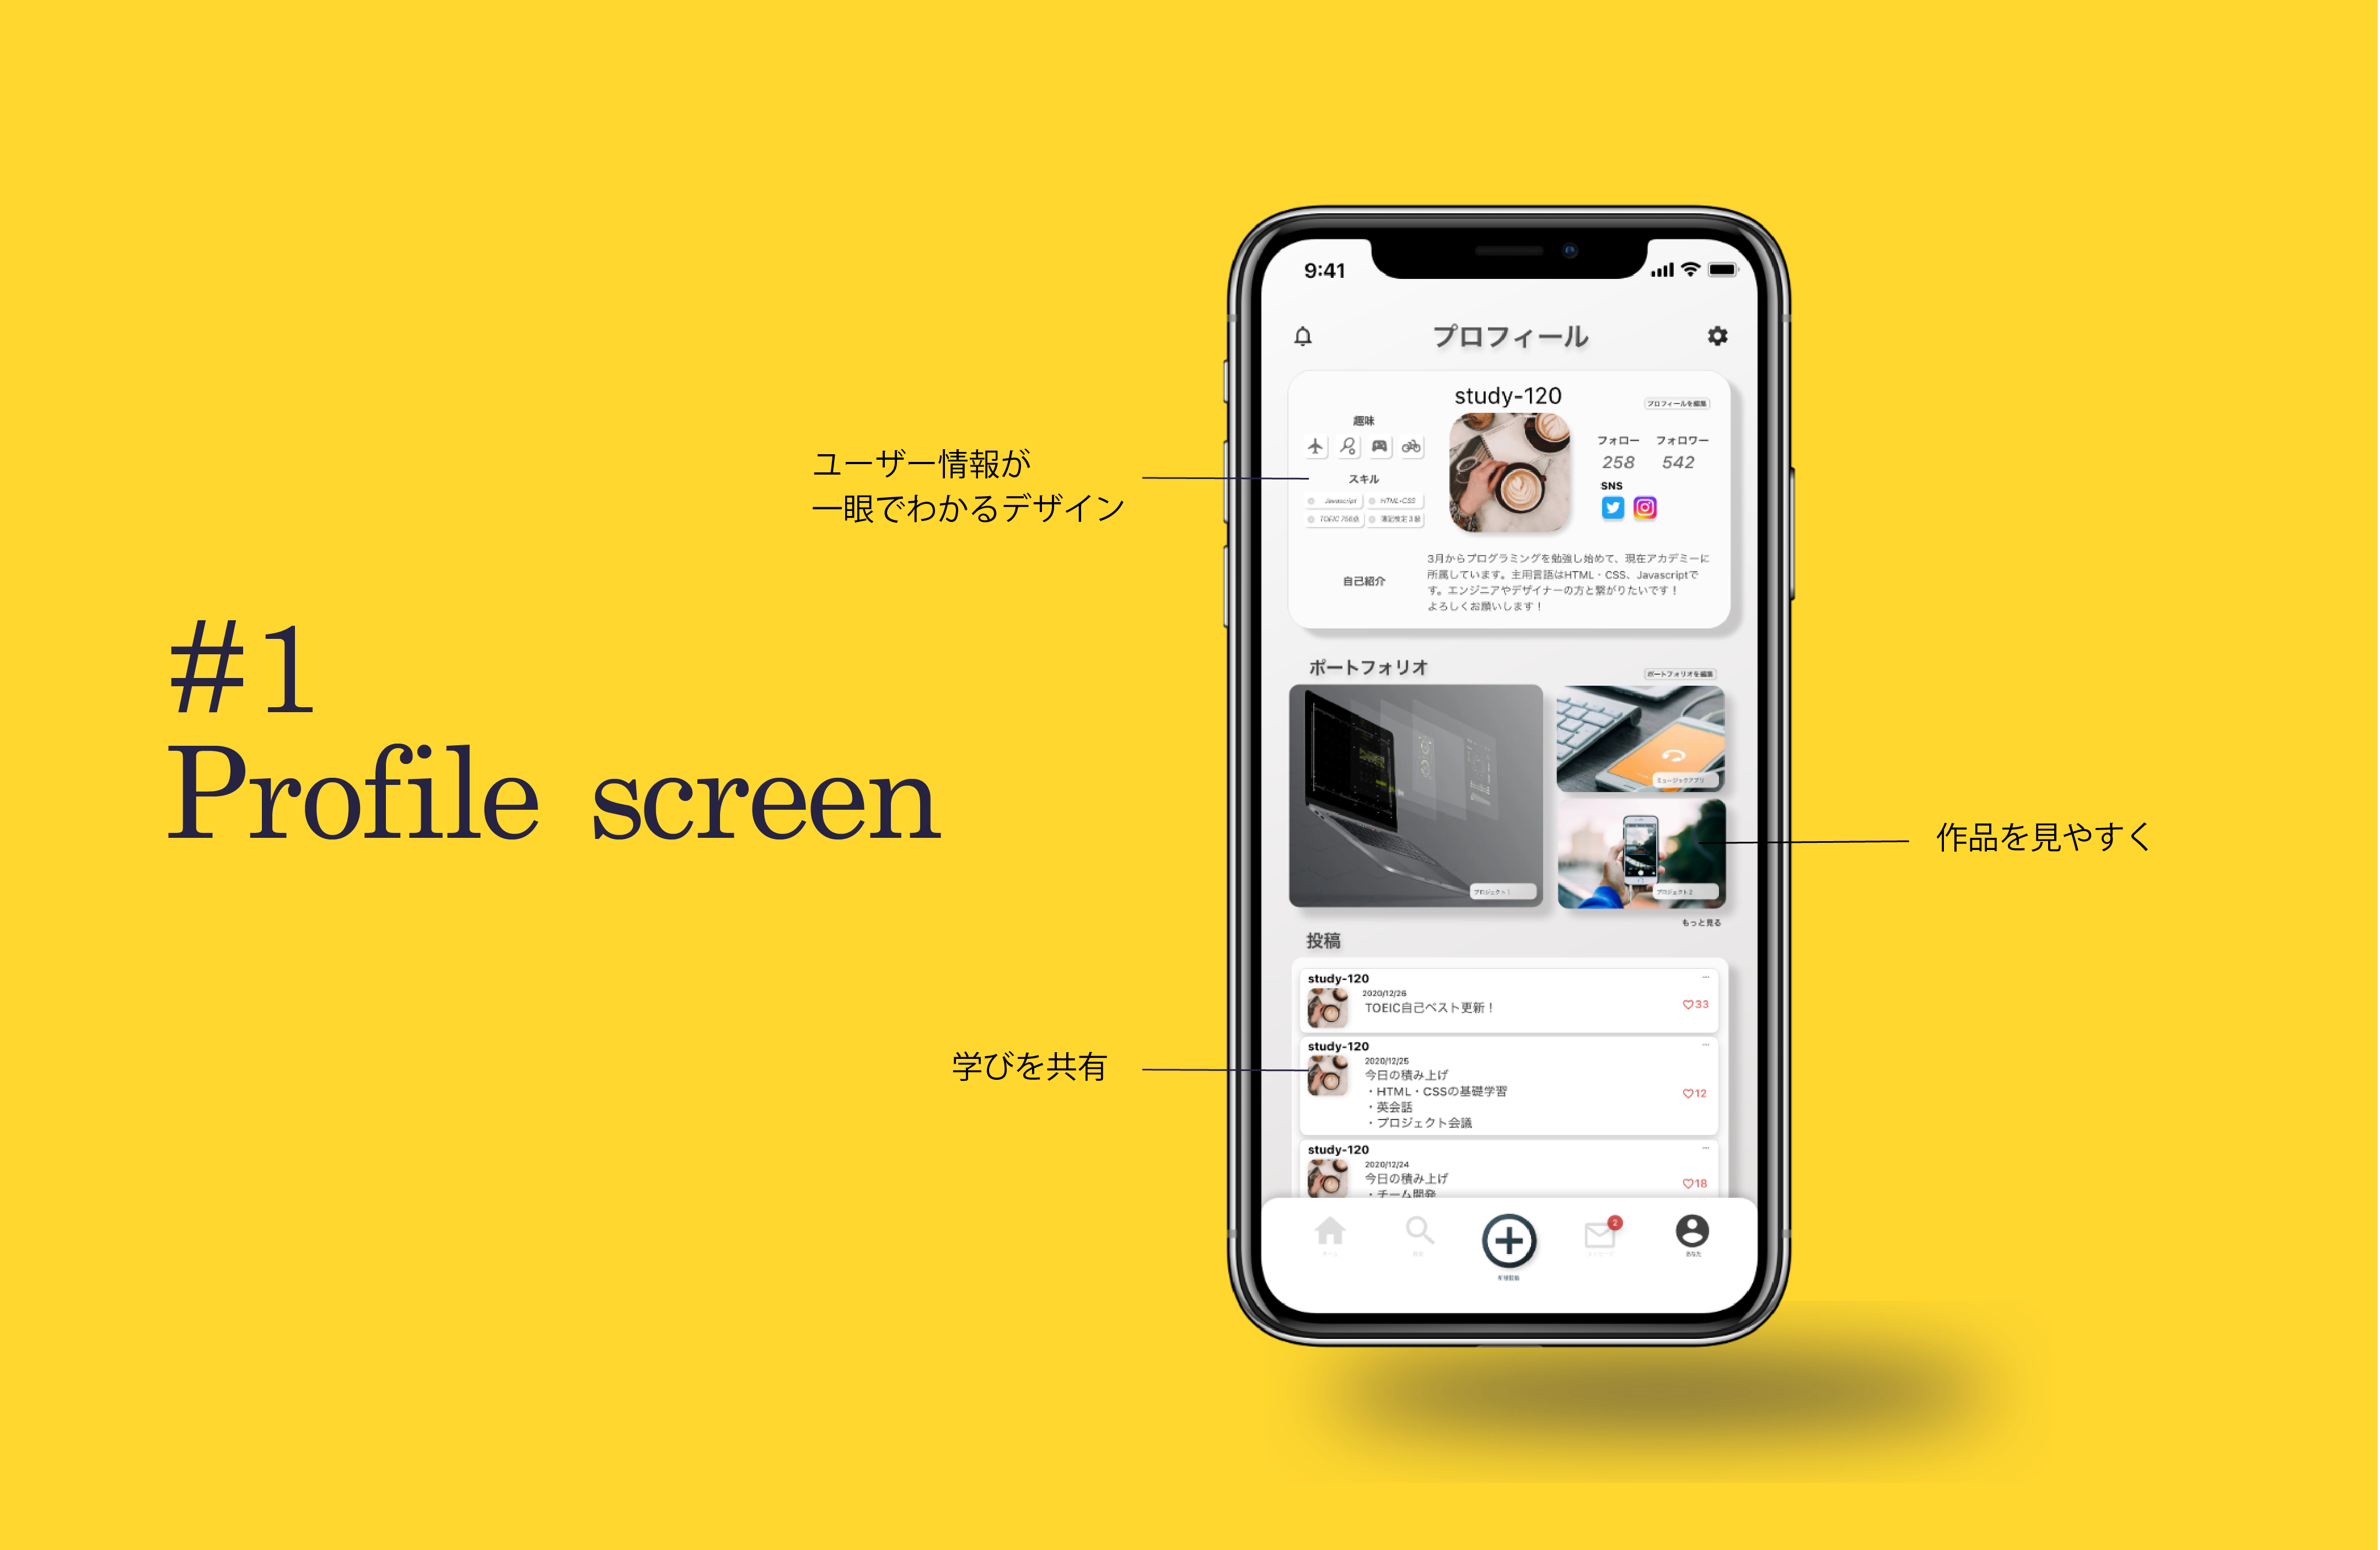 #1
Profile screen
ユーザー情報が
一眼でわかるデザイン
作品を見やすく
学びを共有
9:41
プロフィール
study-120
プロフィールを編集
趣味
フォロー フォロワー
258 542
スキル
SNS
Javascript HTML・CSS
TOEIC 750点 簿記検定3級
自己紹介
3月からプログラミングを勉強し始めて、現在アカデミーに
所属しています。主用言語はHTML・CSS、Javascriptで
す。エンジニアやデザイナーの方と繋がりたいです！
よろしくお願いします！
ポートフォリオ
ポートフォリオを編集
ミュージックアプリ
プロジェクト1
プロジェクト2
もっと見る
投稿
study-120
2020/12/26
TOEIC自己ベスト更新！
33
study-120
2020/12/25
今日の積み上げ
・HTML・CSSの基礎学習
・英会話
・プロジェクト会議
12
study-120
2020/12/24
今日の積み上げ
・チーム開発
18
2
ホーム
あなた